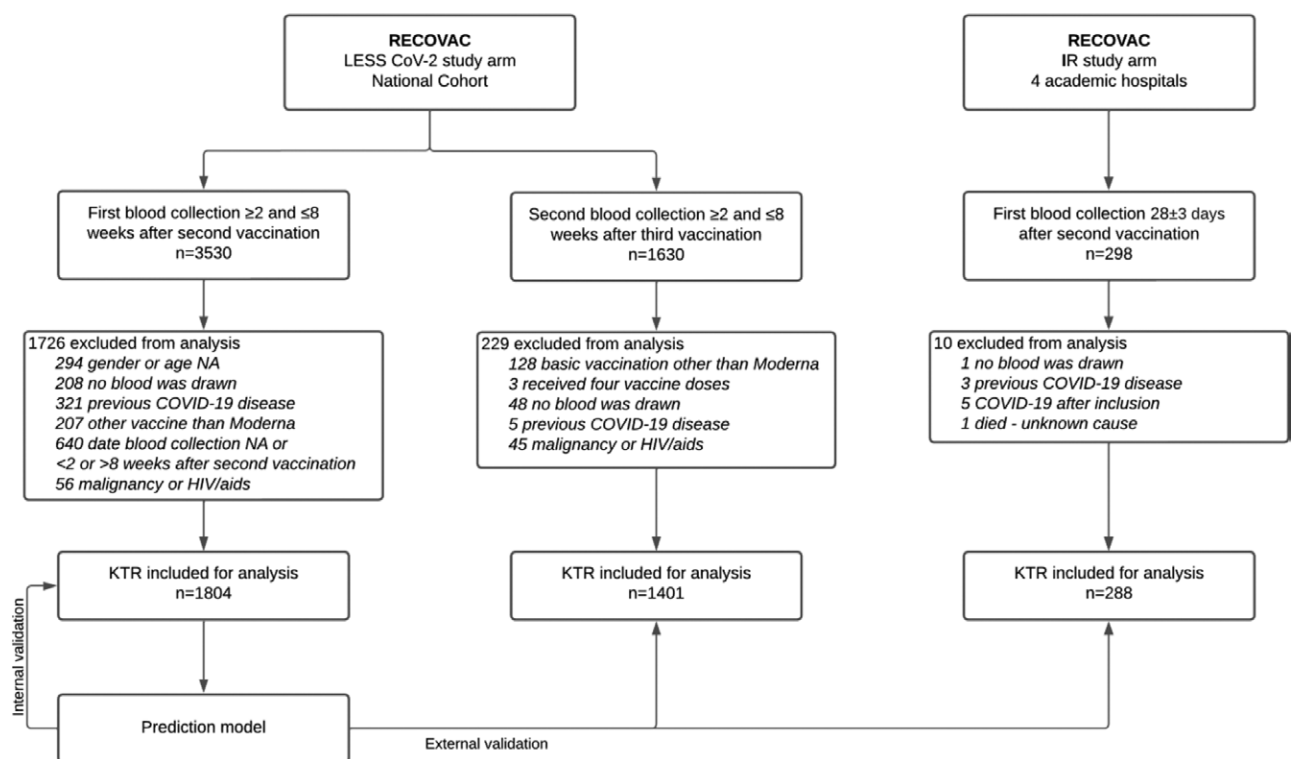 RECOVAC
LESS CoV-2 study arm
National Cohort
RECOVAC
IR study arm
4 academic hospitals
First blood collection ≥2 and ≤8
weeks after second vaccination
n=3530
Second blood collection ≥2 and ≤8
weeks after third vaccination
n=1630
First blood collection 28±3 days
after second vaccination
n=298
1726 excluded from analysis
294 gender or age NA
208 no blood was drawn
321 previous COVID-19 disease
207 other vaccine than Moderna
640 date blood collection NA or
<2 or >8 weeks after second vaccination
56 malignancy or HIV/aids
229 excluded from analysis
128 basic vaccination other than Moderna
3 received four vaccine doses
48 no blood was drawn
5 previous COVID-19 disease
45 malignancy or HIV/aids
10 excluded from analysis
1 no blood was drawn
3 previous COVID-19 disease
5 COVID-19 after inclusion
1 died - unknown cause
KTR included for analysis
n=1804
KTR included for analysis
n=1401
KTR included for analysis
n=288
Internal validation
Prediction model
External validation